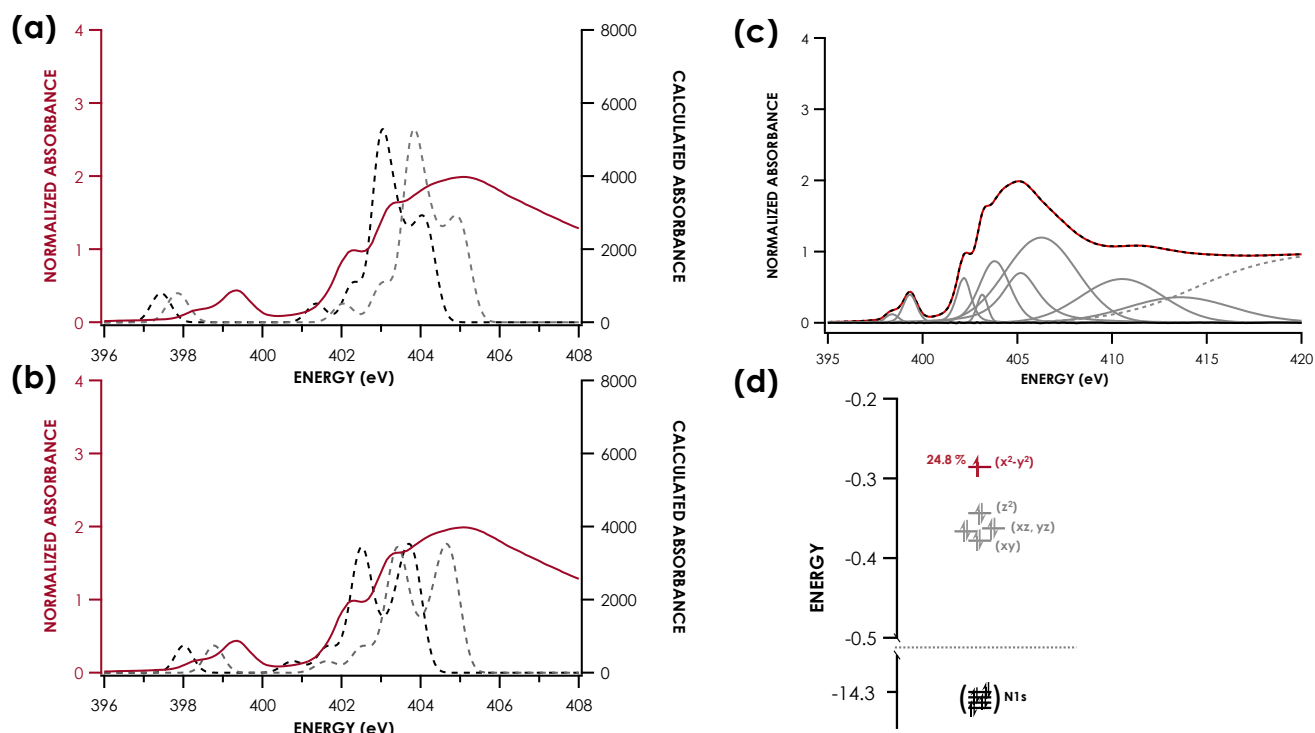 (a)
4
3
2
1
0
NORMALIZED ABSORBANCE
8000
6000
4000
2000
0
CALCULATED ABSORBANCE
396 398 400 402 404 406 408
ENERGY (eV)
(b)
4
3
2
1
0
NORMALIZED ABSORBANCE
8000
6000
4000
2000
0
CALCULATED ABSORBANCE
396 398 400 402 404 406 408
ENERGY (eV)
(c)
4
3
2
1
0
NORMALIZED ABSORBANCE
395 400 405 410 415 420
ENERGY (eV)
(d)
-0.2
-0.3
-0.4
-0.5
-14.3
ENERGY
24.8 % (x²-y²)
(z²)
(xz, yz)
(xy)
( ) N1s